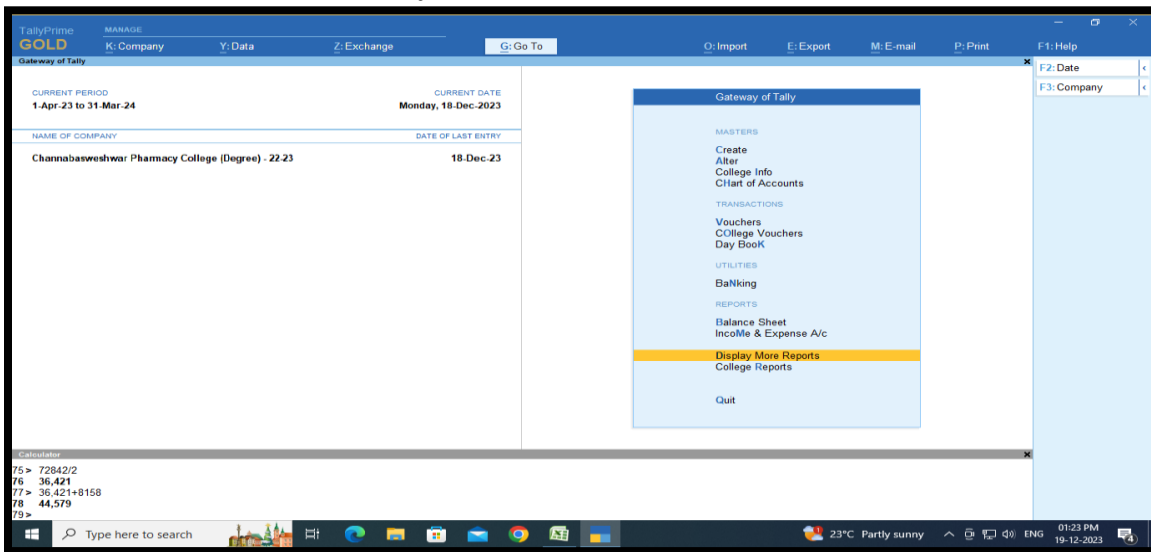 TallyPrime
GOLD
MANAGE
K: Company
Y: Data
Z: Exchange
G: Go To
O: Import
E: Export
M: E-mail
P: Print
F1: Help
Gateway of Tally
F2: Date
F3: Company
CURRENT PERIOD
1-Apr-23 to 31-Mar-24
CURRENT DATE
Monday, 18-Dec-2023
NAME OF COMPANY
DATE OF LAST ENTRY
Channabasweshwar Pharmacy College (Degree) - 22-23
18-Dec-23
Gateway of Tally
MASTERS
Create
Alter
College Info
CHart of Accounts
TRANSACTIONS
Vouchers
COllege Vouchers
Day BooK
UTILITIES
BaNking
REPORTS
Balance Sheet
IncoMe & Expense A/c
Display More Reports
College Reports
Quit
Calculator
75> 72842/2
76 36,421
77> 36,421+8158
78 44,579
79>
Type here to search
23°C Partly sunny
ENG
01:23 PM
19-12-2023
4